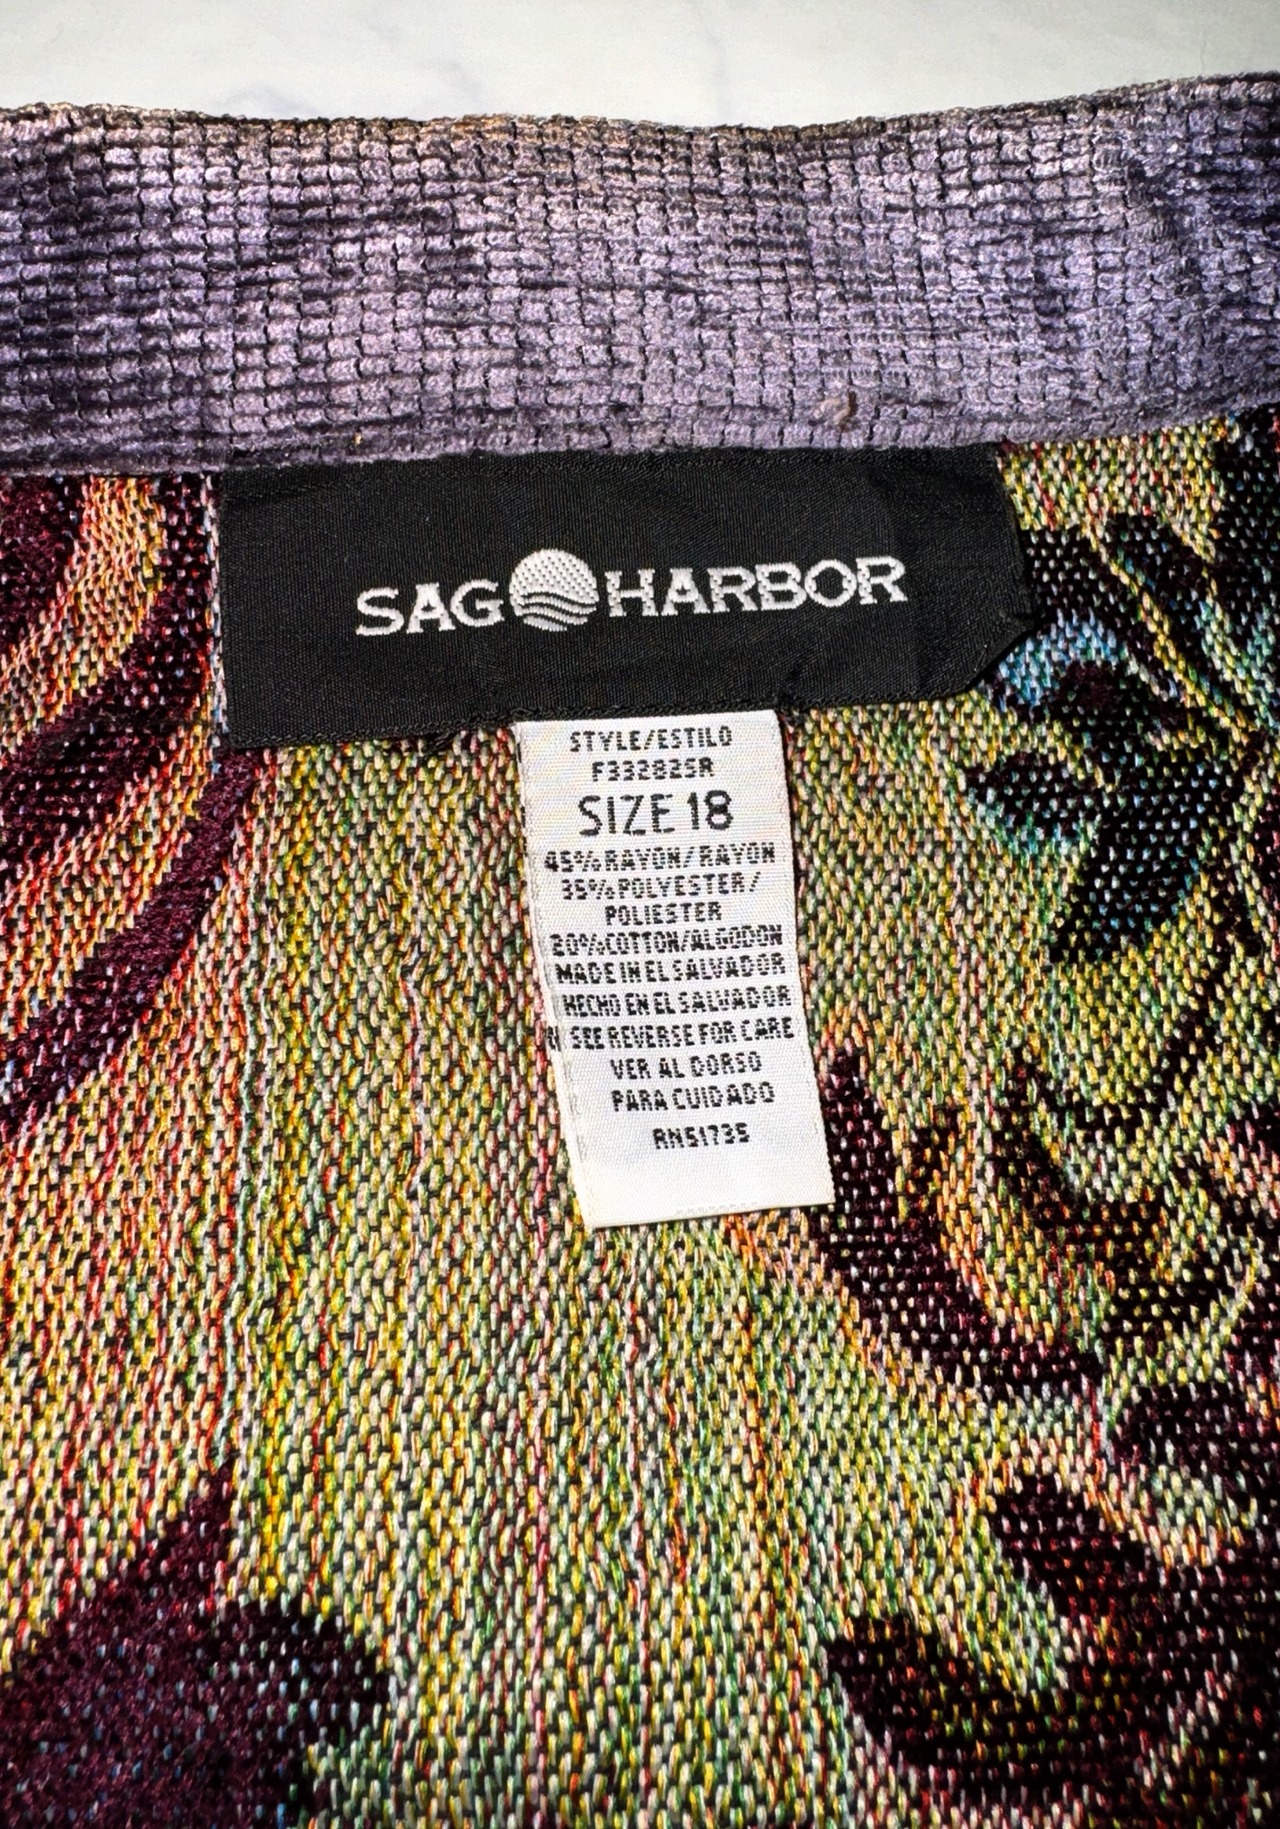 SAG HARBOR
STYLE/ESTILO
F332825R
SIZE 18
45% RAYON/RAYON
35% POLYESTER/
POLIESTER
20% COTTON/ALGODON
MADE IN EL SALVADOR
HECHO EN EL SALVADOR
SEE REVERSE FOR CARE
VER AL DORSO
PARA CUIDADO
RN51735